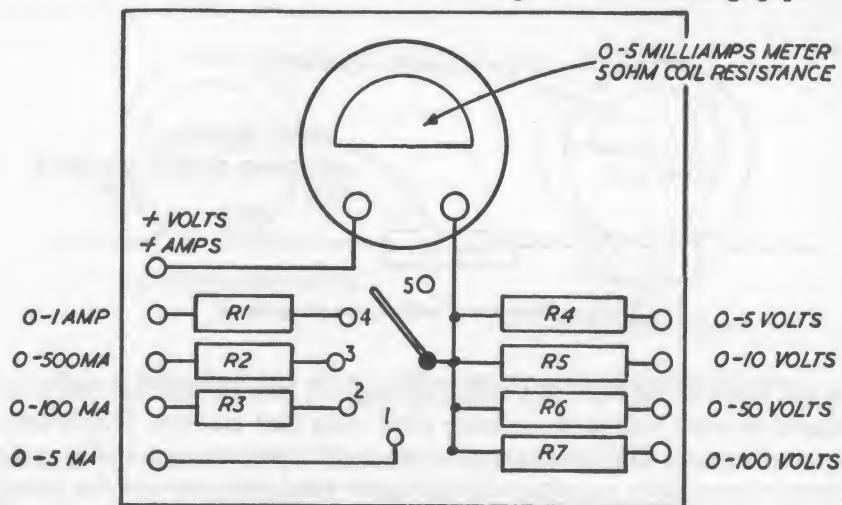 0-5 MILLIAMPS METER
5 OHM COIL RESISTANCE
+ VOLTS
+ AMPS
5
0-1 AMP
R1
4
R4
0-5 VOLTS
0-500MA
R2
3
R5
0-10 VOLTS
0-100 MA
R3
2
R6
0-50 VOLTS
1
0-5 MA
R7
0-100 VOLTS